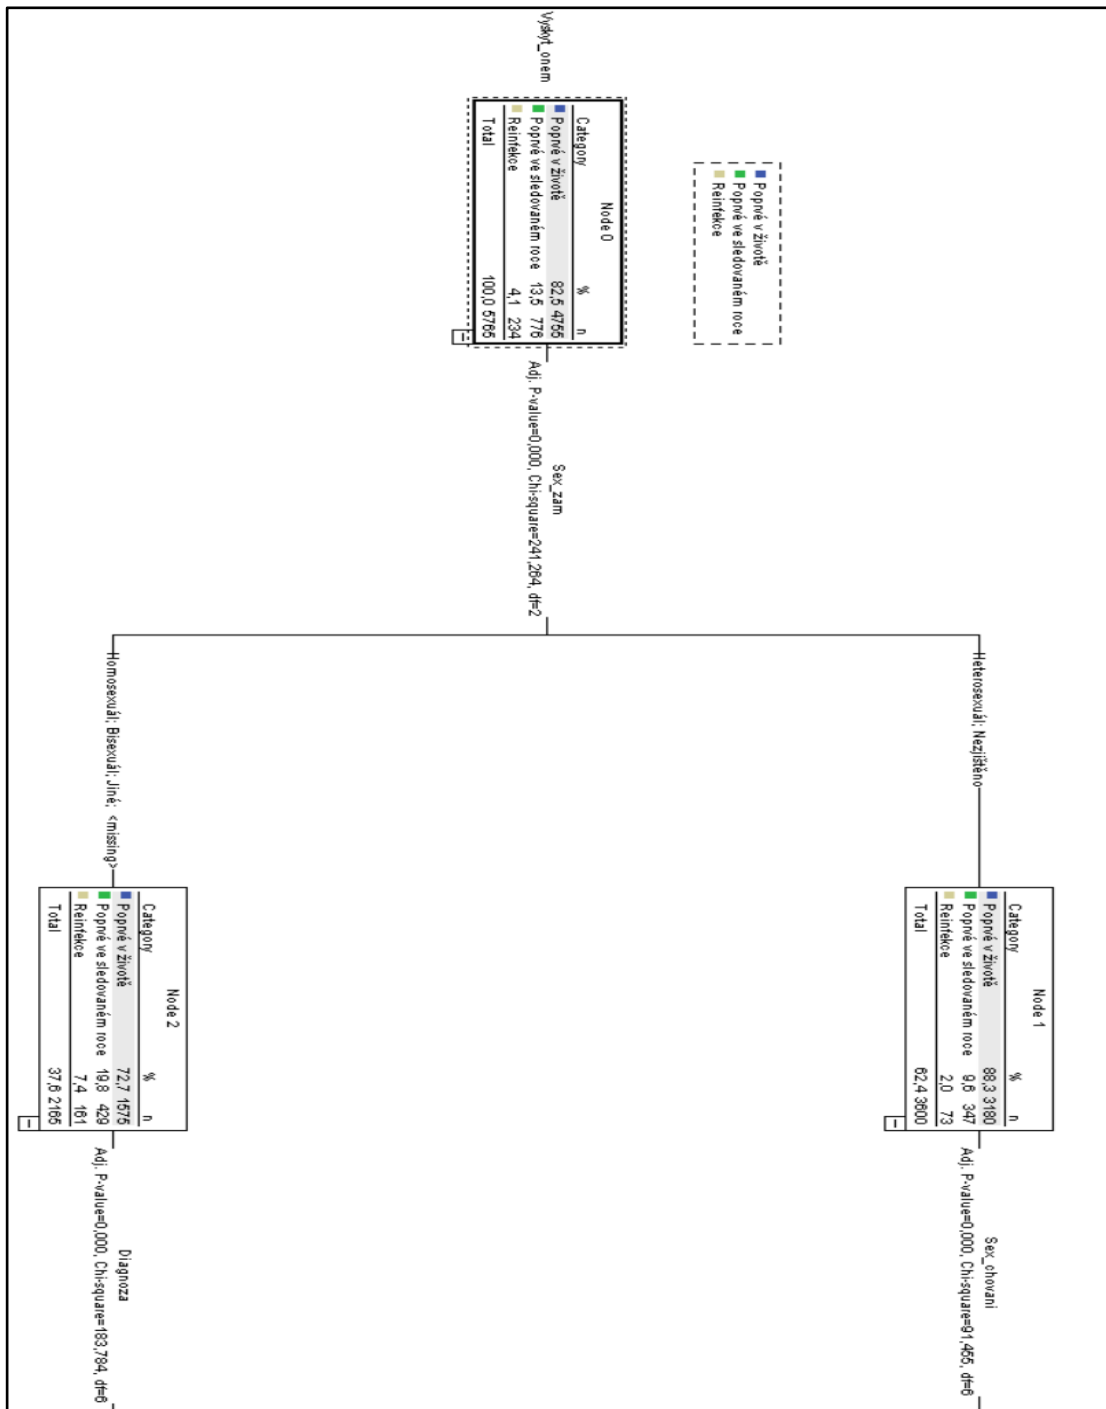 Vyskyt_onem
Node 0
Category % n
Poprvé v životě 82,5 4755
Poprvé ve sledovaném roce 13,5 776
Reinfekce 4,1 234
Total 100,0 5765
Poprvé v životě
Poprvé ve sledovaném roce
Reinfekce
Sex_zam
Adj. P-value=0,000, Chi-square=241,264, df=2
Heterosexuál; Nezjištěno
Node 1
Category % n
Poprvé v životě 88,3 3180
Poprvé ve sledovaném roce 9,6 347
Reinfekce 2,0 73
Total 62,4 3600
Sex_chovani
Adj. P-value=0,000, Chi-square=91,455, df=6
Homosexuál; Bisexuál; Jiné; <missing>
Node 2
Category % n
Poprvé v životě 72,7 1575
Poprvé ve sledovaném roce 19,8 429
Reinfekce 7,4 161
Total 37,6 2165
Diagnoza
Adj. P-value=0,000, Chi-square=183,784, df=6